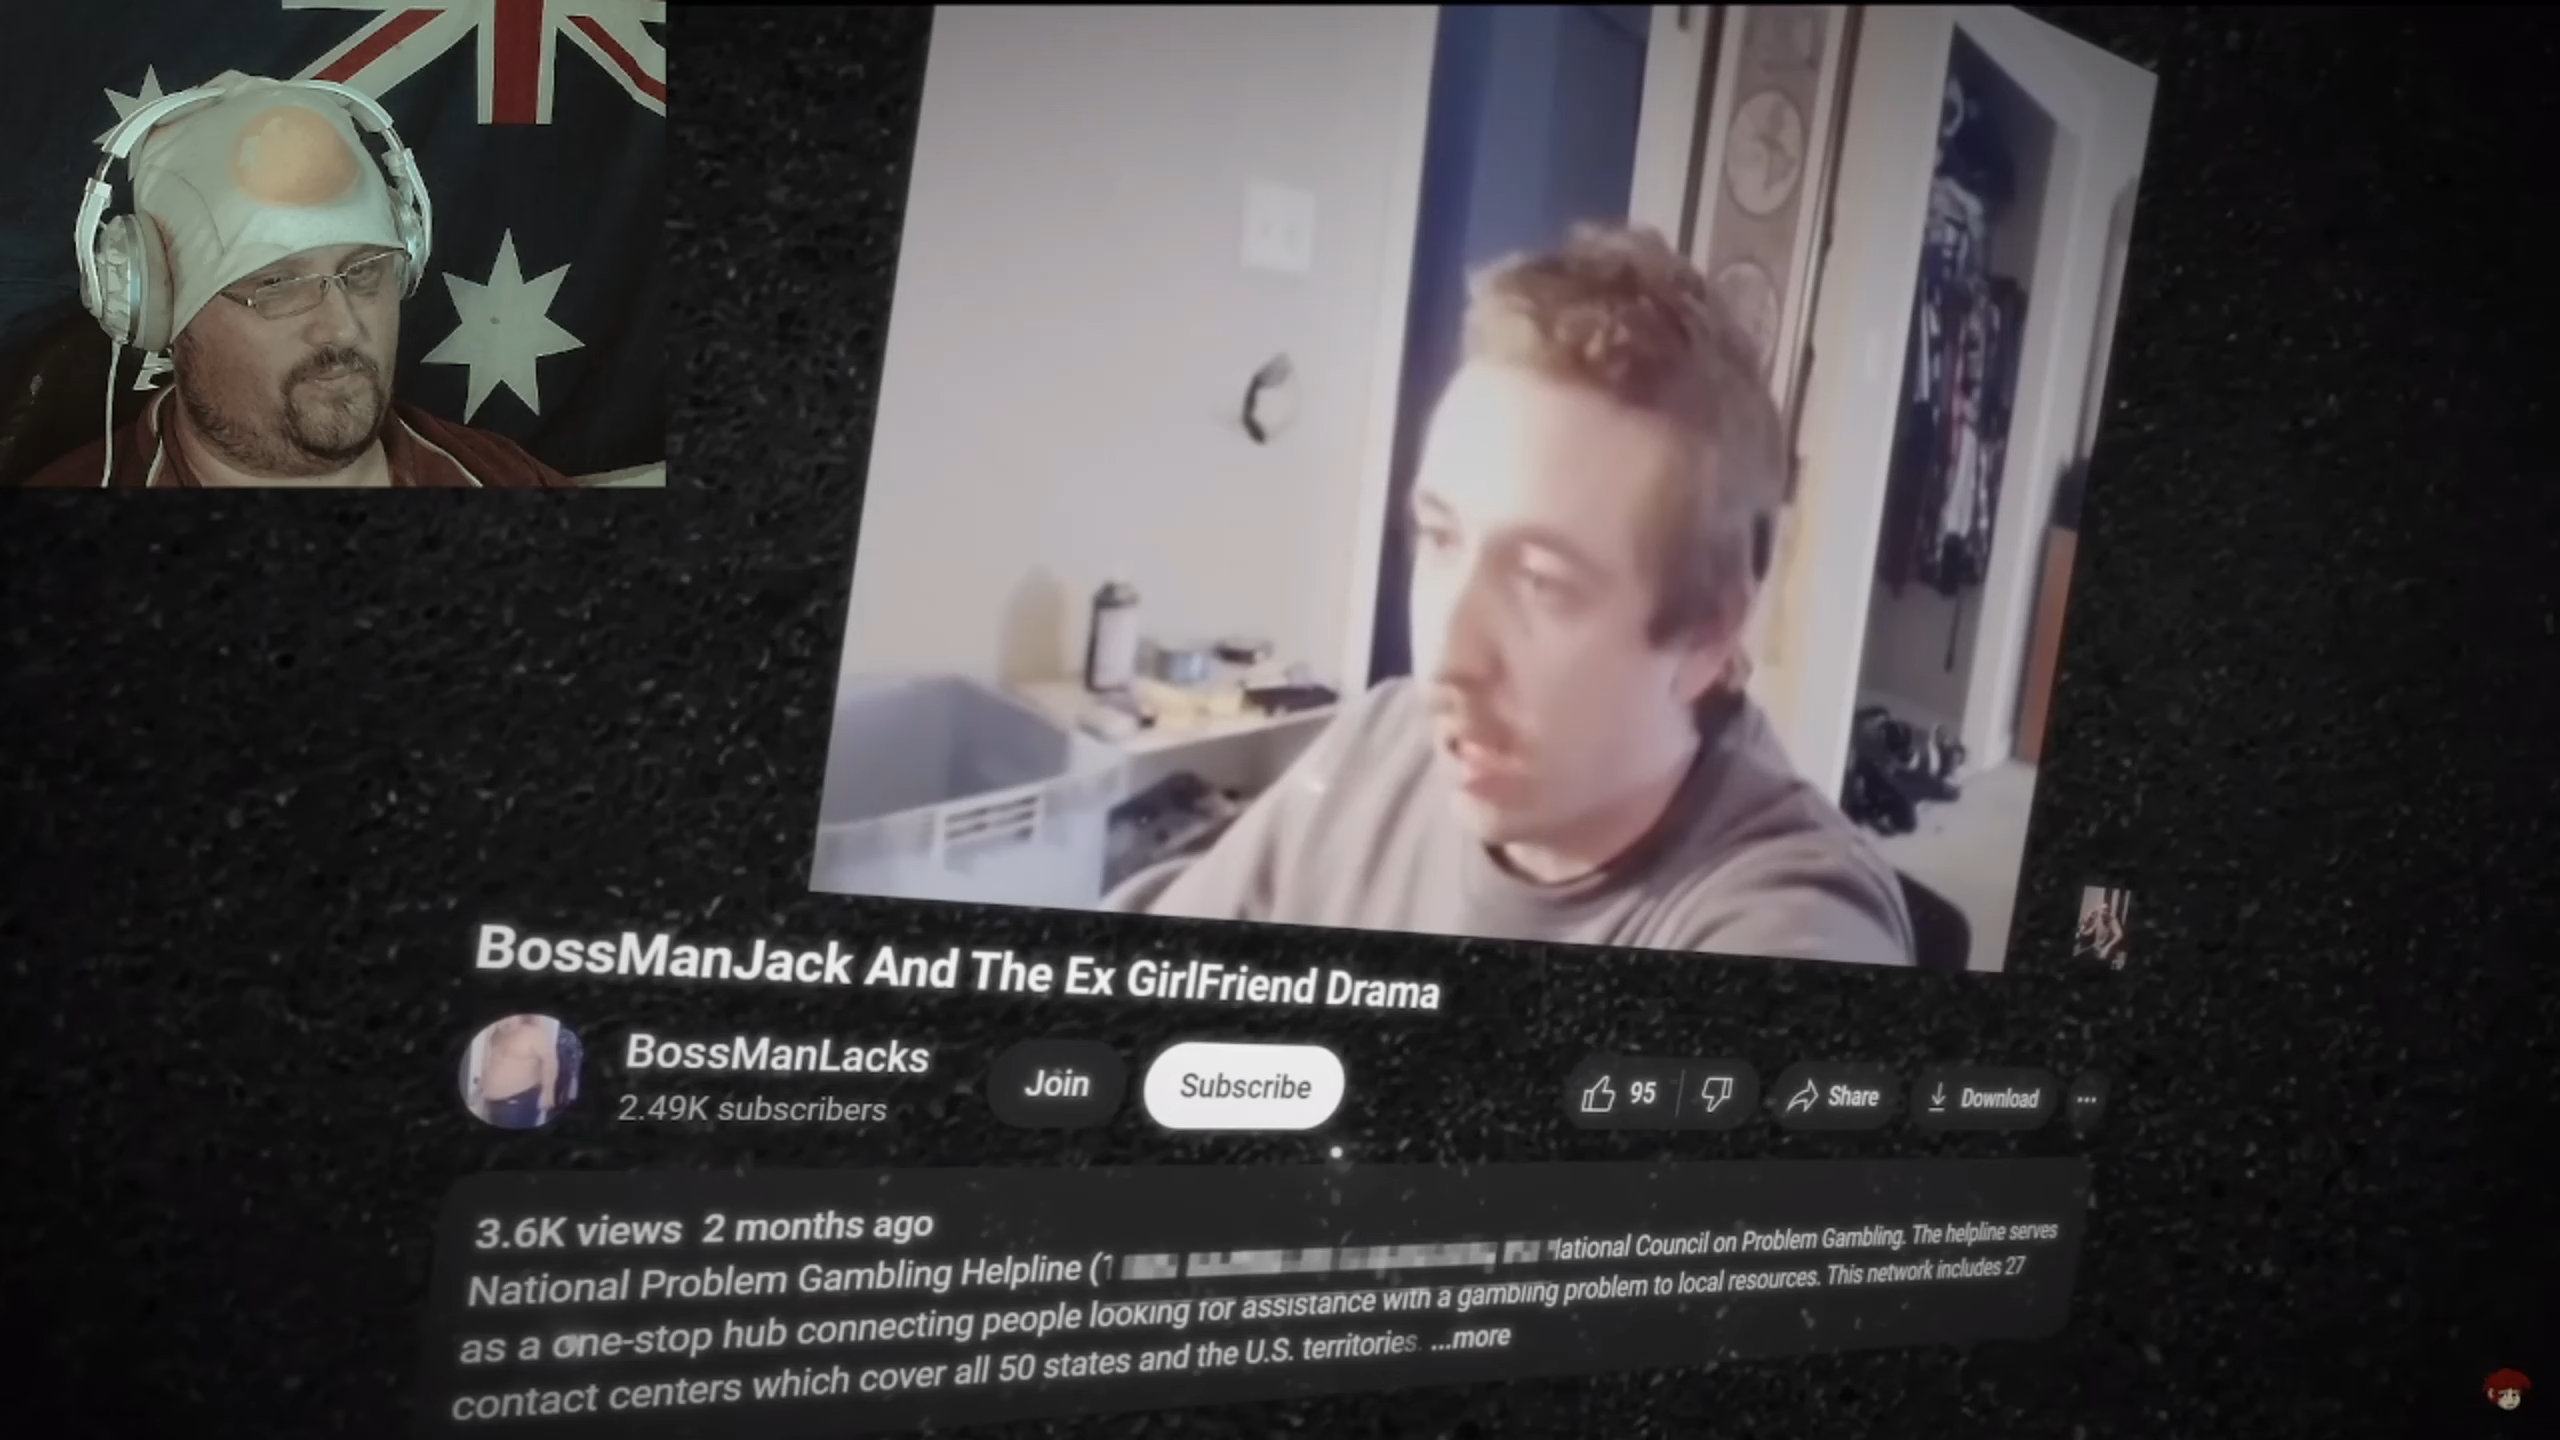 BossManJack And The Ex GirlFriend Drama
BossManLacks
2.49K subscribers
Join
Subscribe
95
Share
Download
...
3.6K views 2 months ago
National Problem Gambling Helpline (1 National Council on Problem Gambling. The helpline serves
as a one-stop hub connecting people looking for assistance with a gambling problem to local resources. This network includes 27
contact centers which cover all 50 states and the U.S. territories. ...more